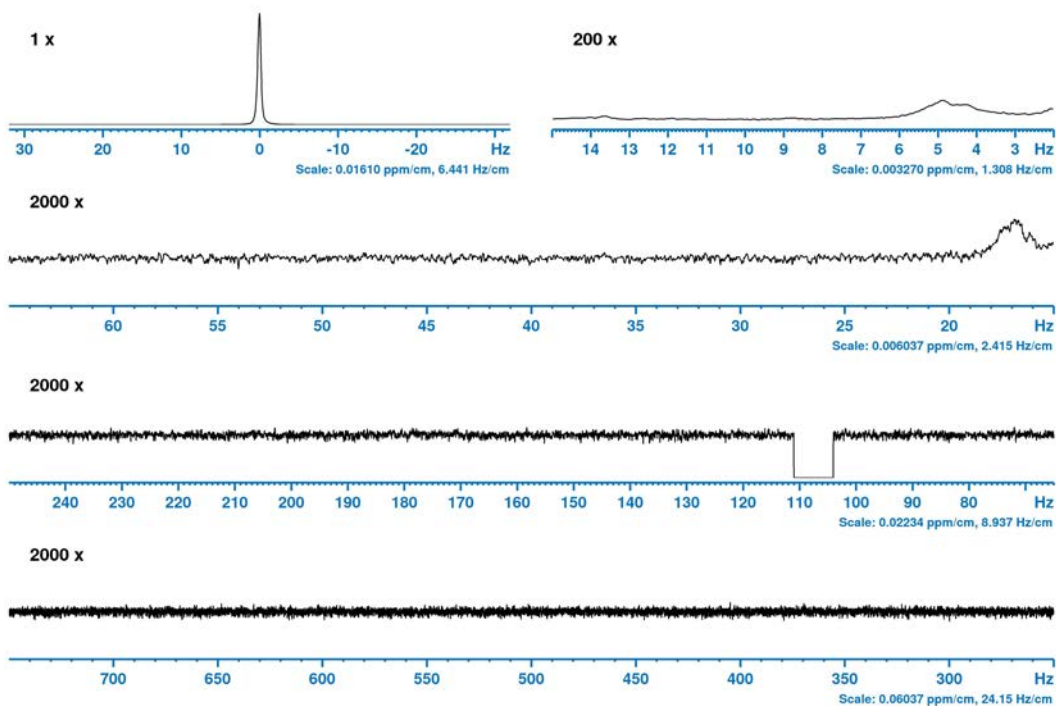 1 x
200 x
30 20 10 0 -10 -20 Hz
14 13 12 11 10 9 8 7 6 5 4 3 Hz
Scale: 0.01610 ppm/cm, 6.441 Hz/cm
Scale: 0.003270 ppm/cm, 1.308 Hz/cm
2000 x
60 55 50 45 40 35 30 25 20 Hz
Scale: 0.006037 ppm/cm, 2.415 Hz/cm
2000 x
240 230 220 210 200 190 180 170 160 150 140 130 120 110 100 90 80 Hz
Scale: 0.02234 ppm/cm, 8.937 Hz/cm
2000 x
700 650 600 550 500 450 400 350 300 Hz
Scale: 0.06037 ppm/cm, 24.15 Hz/cm